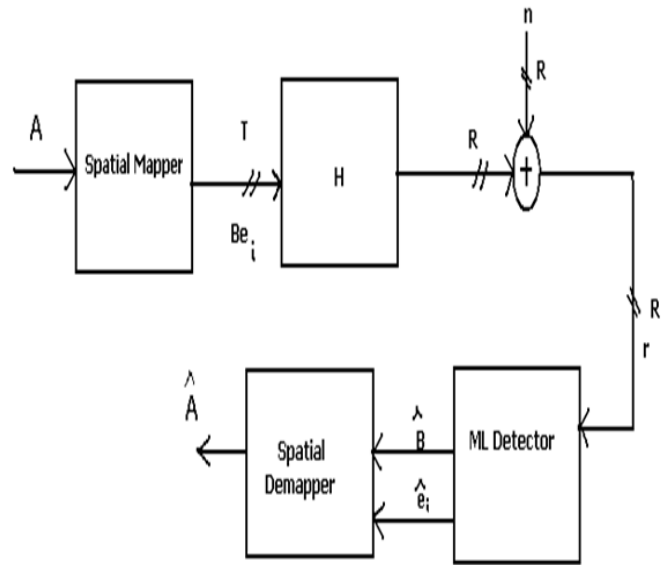 n
R
A
Spatial Mapper
T
Be i
H
R
+
R
r
Â
Spatial
Demapper
B̂
ê i
ML Detector